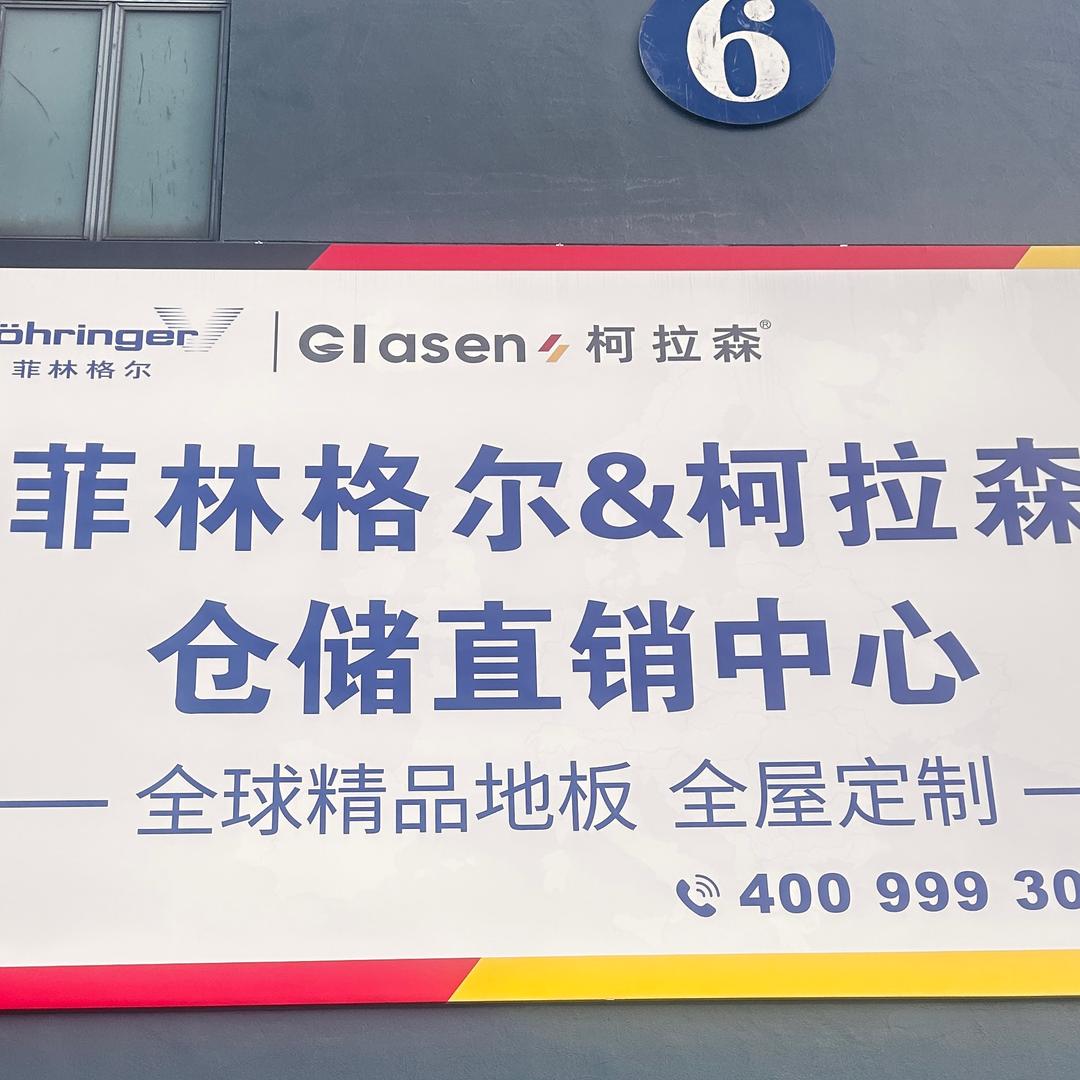 6
öhringer
菲林格尔
Glasen 柯拉森®
菲林格尔&柯拉森
仓储直销中心
全球精品地板 全屋定制
400 999 30